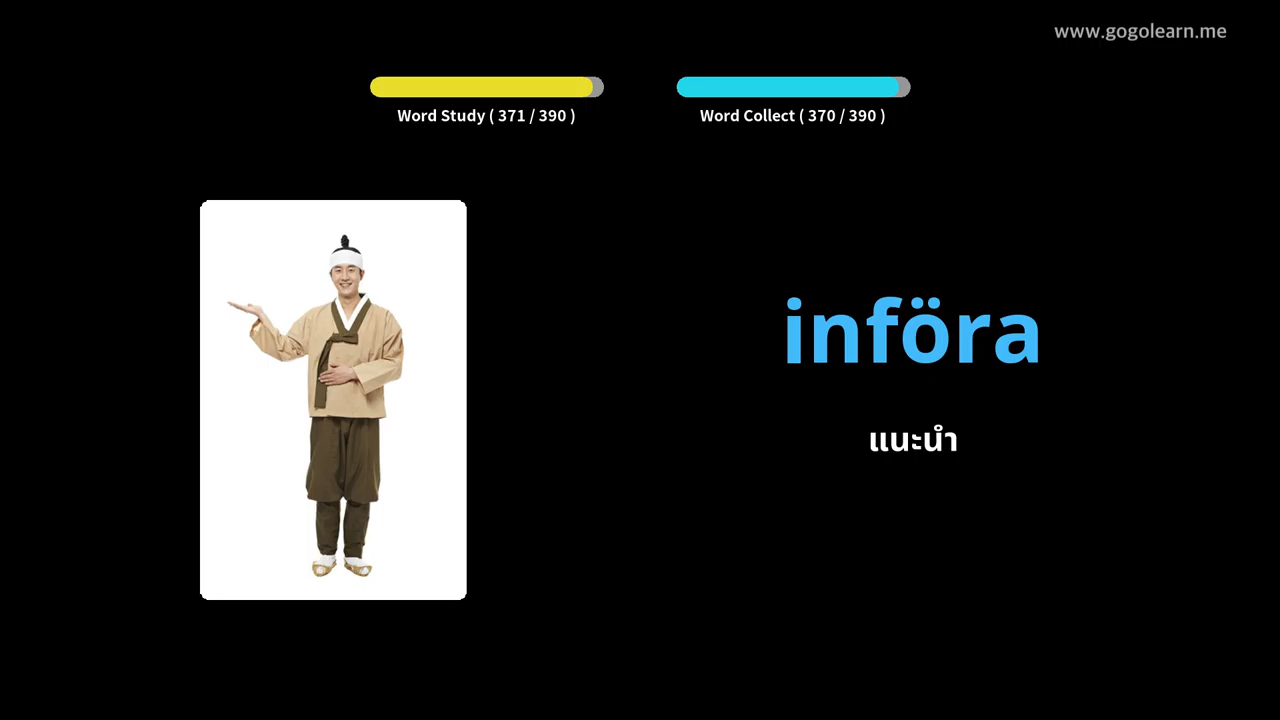 www.gogolearn.me
Word Study ( 371 / 390 )
Word Collect ( 370 / 390 )
införa
แนะนำ